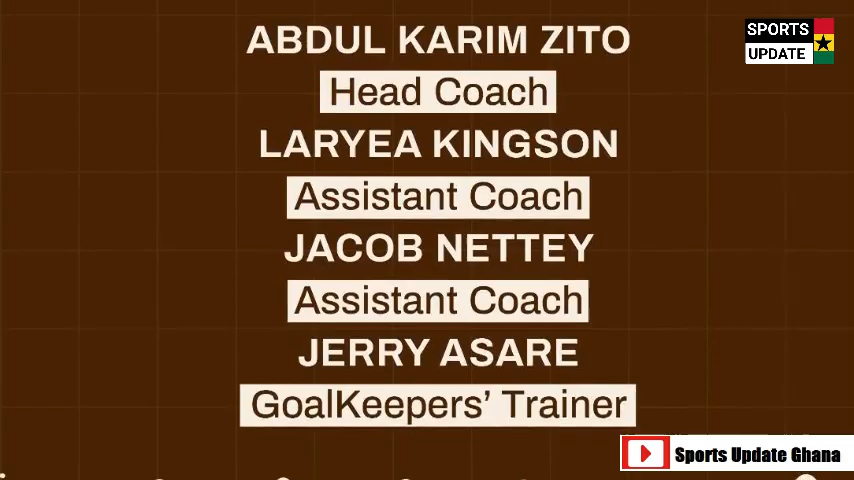 ABDUL KARIM ZITO
Head Coach
LARYEA KINGSON
Assistant Coach
JACOB NETTEY
Assistant Coach
JERRY ASARE
GoalKeepers’ Trainer
SPORTS
UPDATE
Sports Update Ghana